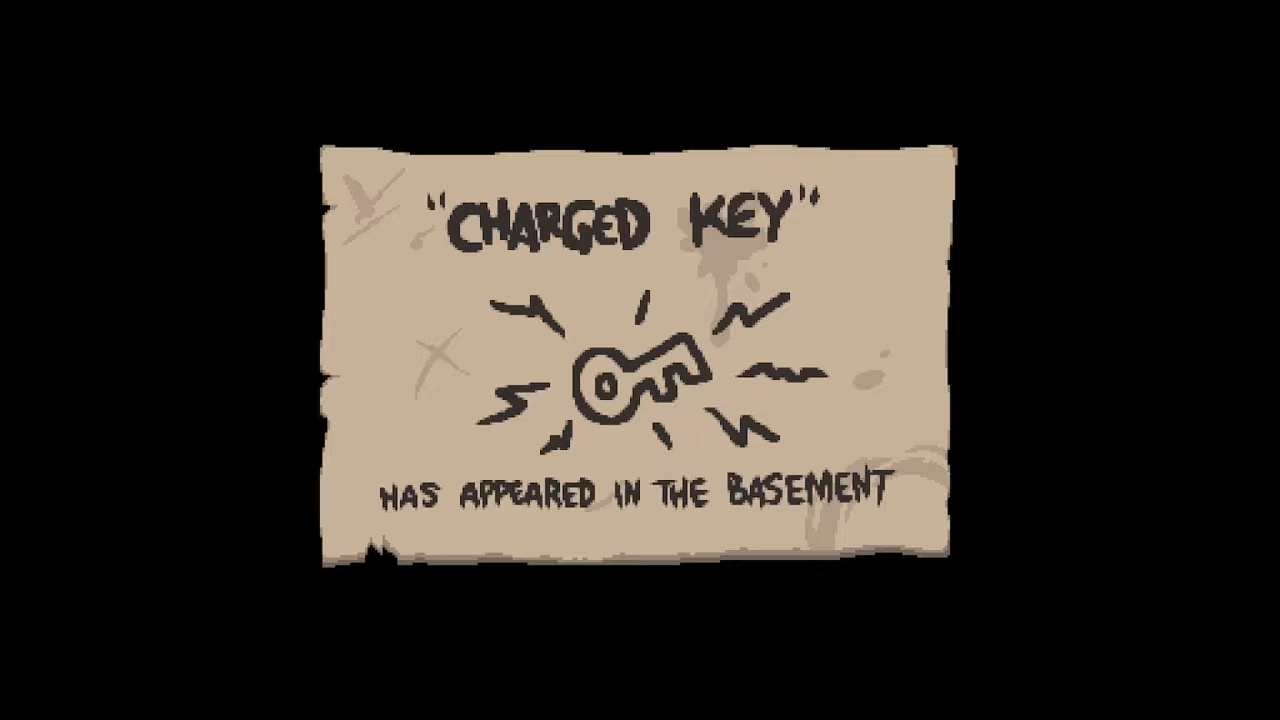 "CHARGED KEY"
HAS APPEARED IN THE BASEMENT